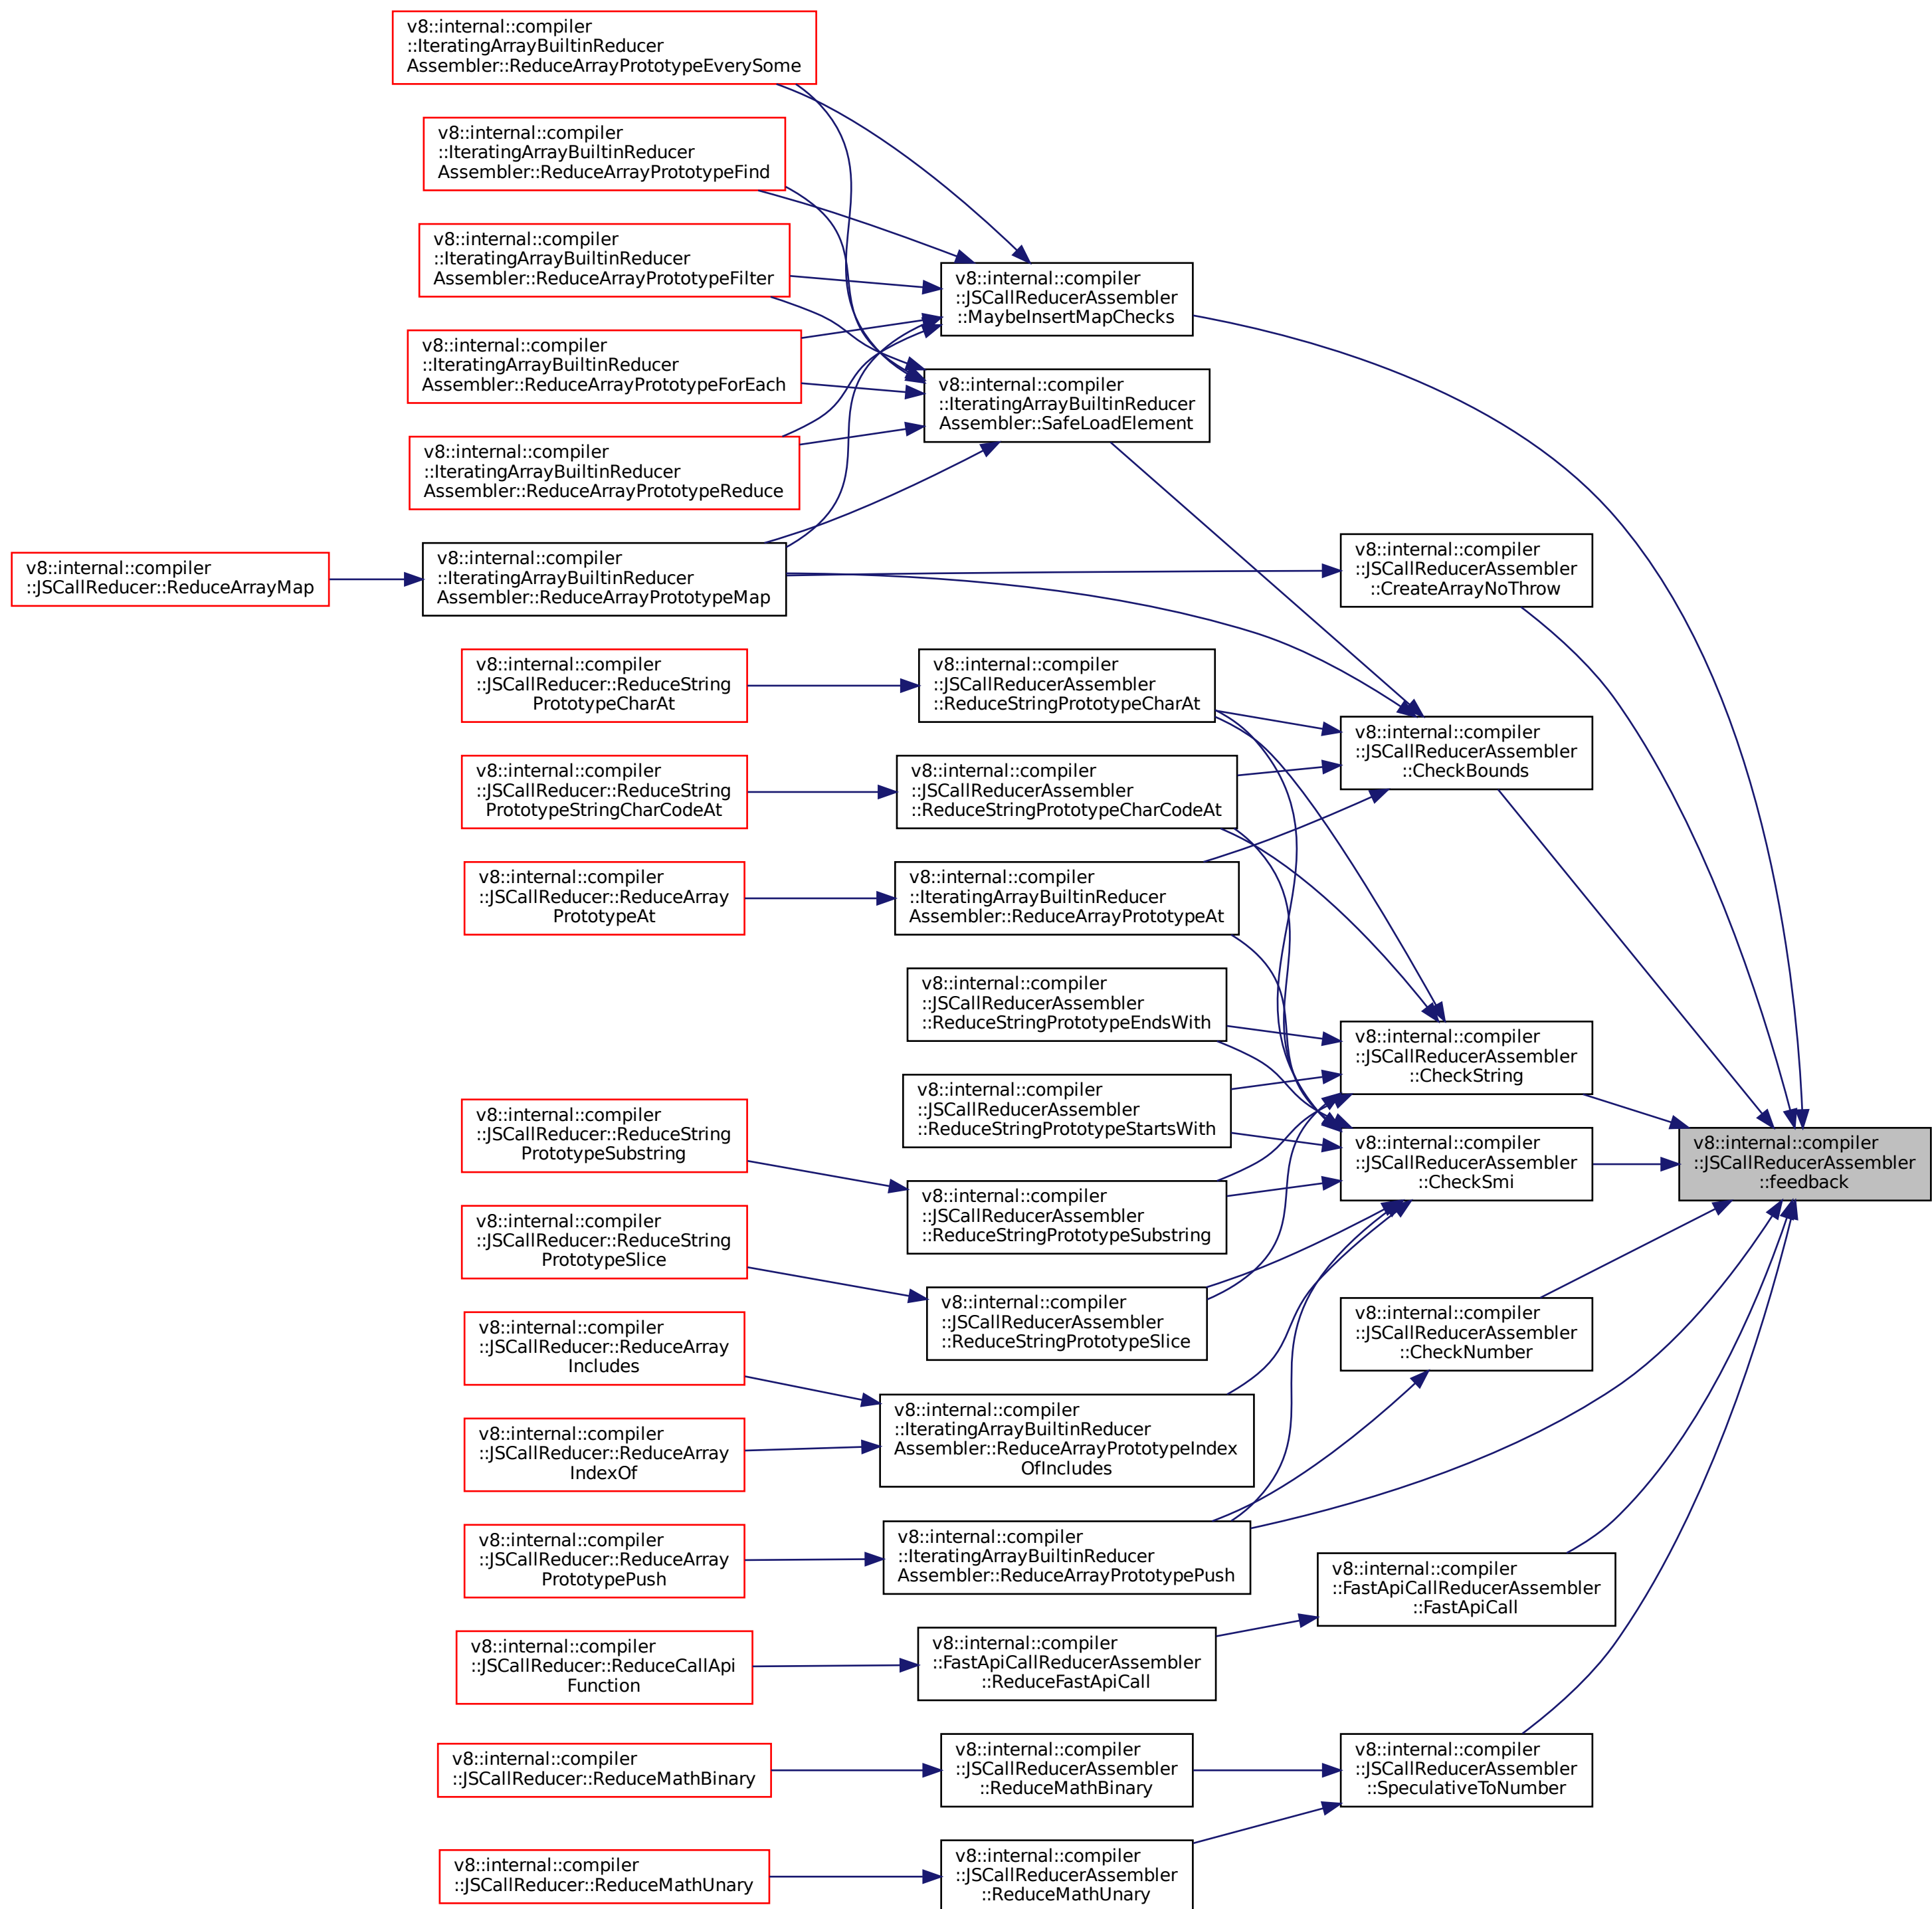 v8::internal::compiler
::IteratingArrayBuiltinReducer
Assembler::ReduceArrayPrototypeEverySome
v8::internal::compiler
::IteratingArrayBuiltinReducer
Assembler::ReduceArrayPrototypeFind
v8::internal::compiler
::IteratingArrayBuiltinReducer
Assembler::ReduceArrayPrototypeFilter
v8::internal::compiler
::IteratingArrayBuiltinReducer
Assembler::ReduceArrayPrototypeForEach
v8::internal::compiler
::IteratingArrayBuiltinReducer
Assembler::ReduceArrayPrototypeReduce
v8::internal::compiler
::JSCallReducer::ReduceArrayMap
v8::internal::compiler
::IteratingArrayBuiltinReducer
Assembler::ReduceArrayPrototypeMap
v8::internal::compiler
::JSCallReducer::ReduceString
PrototypeCharAt
v8::internal::compiler
::JSCallReducer::ReduceString
PrototypeStringCharCodeAt
v8::internal::compiler
::JSCallReducer::ReduceArray
PrototypeAt
v8::internal::compiler
::JSCallReducer::ReduceString
PrototypeSubstring
v8::internal::compiler
::JSCallReducer::ReduceString
PrototypeSlice
v8::internal::compiler
::JSCallReducer::ReduceArray
Includes
v8::internal::compiler
::JSCallReducer::ReduceArray
IndexOf
v8::internal::compiler
::JSCallReducer::ReduceArray
PrototypePush
v8::internal::compiler
::JSCallReducer::ReduceCallApi
Function
v8::internal::compiler
::JSCallReducer::ReduceMathBinary
v8::internal::compiler
::JSCallReducer::ReduceMathUnary
v8::internal::compiler
::JSCallReducerAssembler
::MaybeInsertMapChecks
v8::internal::compiler
::IteratingArrayBuiltinReducer
Assembler::SafeLoadElement
v8::internal::compiler
::JSCallReducerAssembler
::ReduceStringPrototypeCharAt
v8::internal::compiler
::JSCallReducerAssembler
::ReduceStringPrototypeCharCodeAt
v8::internal::compiler
::IteratingArrayBuiltinReducer
Assembler::ReduceArrayPrototypeAt
v8::internal::compiler
::JSCallReducerAssembler
::ReduceStringPrototypeEndsWith
v8::internal::compiler
::JSCallReducerAssembler
::ReduceStringPrototypeStartsWith
v8::internal::compiler
::JSCallReducerAssembler
::ReduceStringPrototypeSubstring
v8::internal::compiler
::JSCallReducerAssembler
::ReduceStringPrototypeSlice
v8::internal::compiler
::IteratingArrayBuiltinReducer
Assembler::ReduceArrayPrototypeIndex
OfIncludes
v8::internal::compiler
::IteratingArrayBuiltinReducer
Assembler::ReduceArrayPrototypePush
v8::internal::compiler
::FastApiCallReducerAssembler
::ReduceFastApiCall
v8::internal::compiler
::JSCallReducerAssembler
::ReduceMathBinary
v8::internal::compiler
::JSCallReducerAssembler
::ReduceMathUnary
v8::internal::compiler
::JSCallReducerAssembler
::CreateArrayNoThrow
v8::internal::compiler
::JSCallReducerAssembler
::CheckBounds
v8::internal::compiler
::JSCallReducerAssembler
::CheckString
v8::internal::compiler
::JSCallReducerAssembler
::CheckSmi
v8::internal::compiler
::JSCallReducerAssembler
::CheckNumber
v8::internal::compiler
::FastApiCallReducerAssembler
::FastApiCall
v8::internal::compiler
::JSCallReducerAssembler
::SpeculativeToNumber
v8::internal::compiler
::JSCallReducerAssembler
::feedback